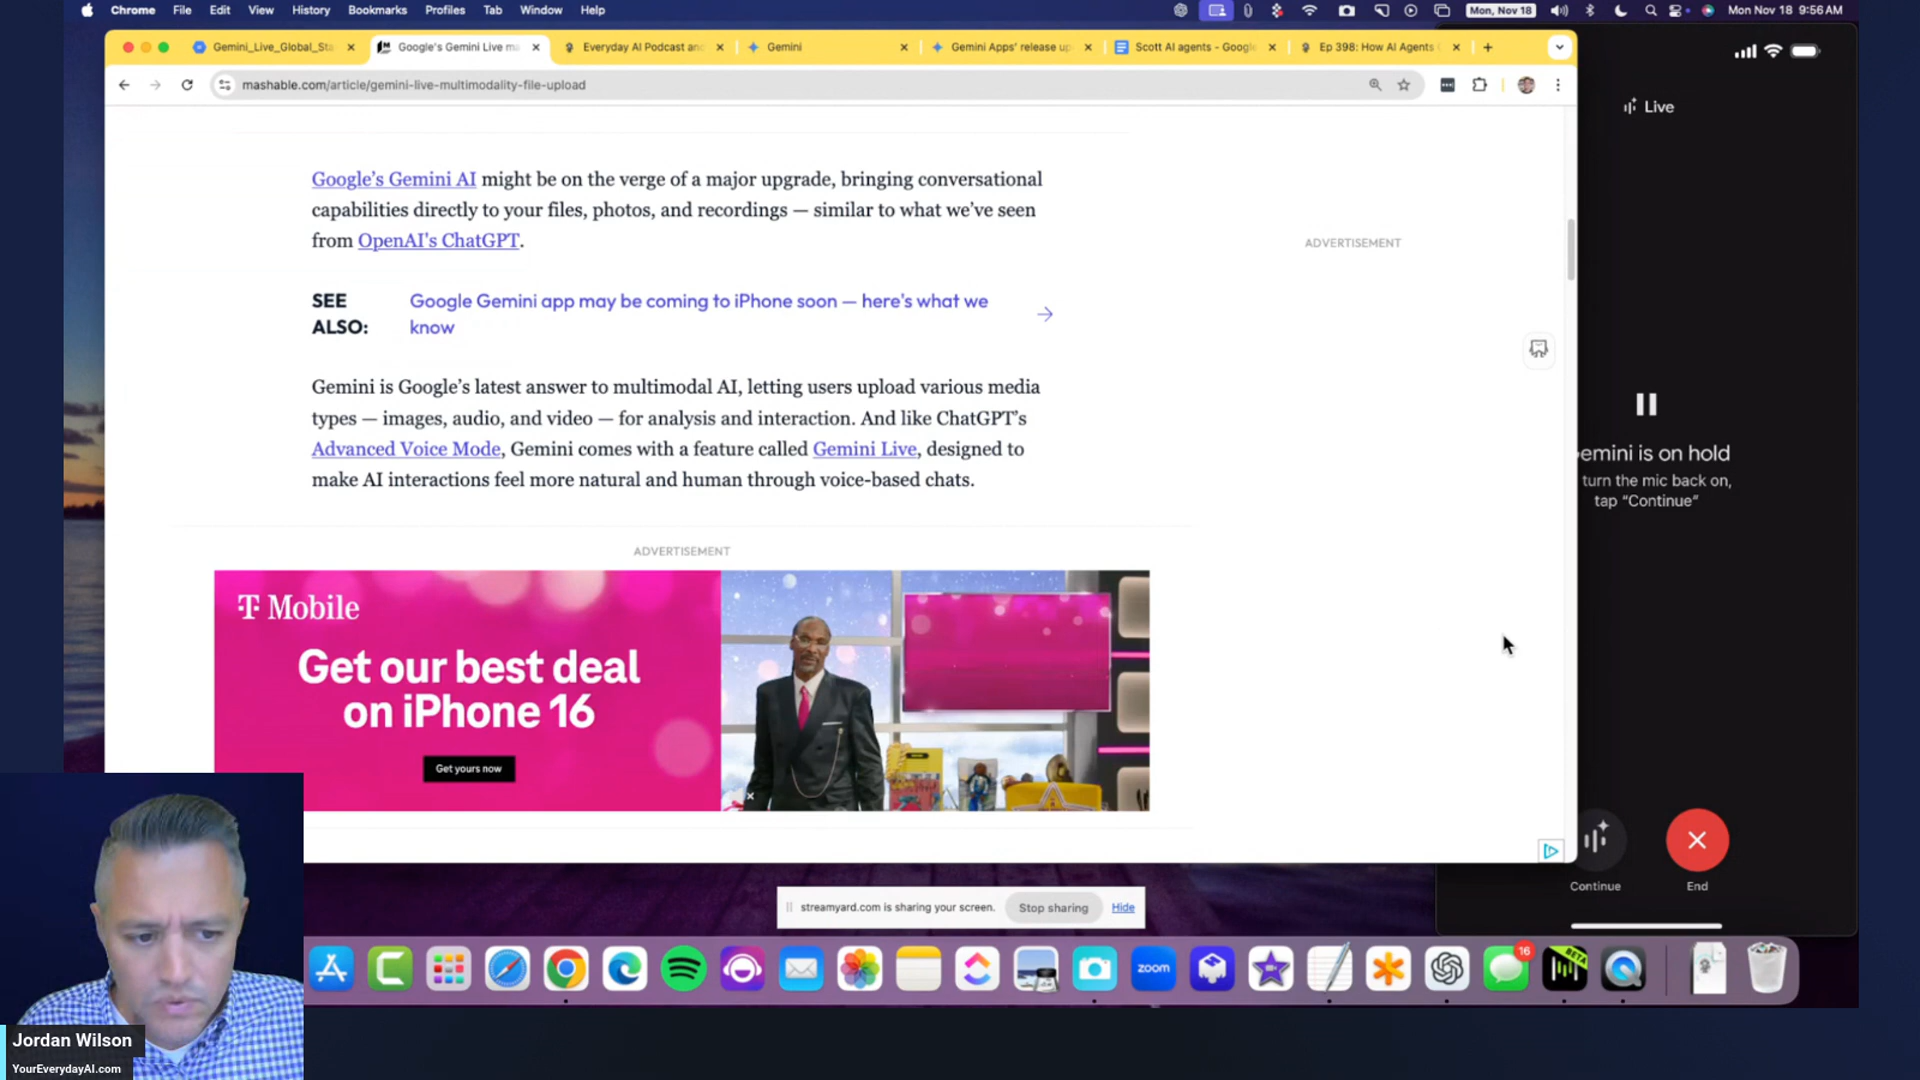 Chrome File Edit View History Bookmarks Profiles Tab Window Help
Mon, Nov 18
Mon Nov 18 9:56 AM
Gemini_Live_Global_Sta
Google's Gemini Live ma
Everyday AI Podcast an
Gemini
Gemini Apps' release up
Scott AI agents - Google
Ep 398: How AI Agents
mashable.com/article/gemini-live-multimodality-file-upload
Live
Google's Gemini AI might be on the verge of a major upgrade, bringing conversational
capabilities directly to your files, photos, and recordings — similar to what we've seen
from OpenAI's ChatGPT.
ADVERTISEMENT
SEE
ALSO:
Google Gemini app may be coming to iPhone soon — here's what we
know
Gemini is Google's latest answer to multimodal AI, letting users upload various media
types — images, audio, and video — for analysis and interaction. And like ChatGPT's
Advanced Voice Mode, Gemini comes with a feature called Gemini Live, designed to
make AI interactions feel more natural and human through voice-based chats.
emini is on hold
turn the mic back on,
tap "Continue"
ADVERTISEMENT
T Mobile
Get our best deal
on iPhone 16
Get yours now
Continue
End
streamyard.com is sharing your screen.
Stop sharing
Hide
zoom
16
BETA
Jordan Wilson
YourEverydayAI.com